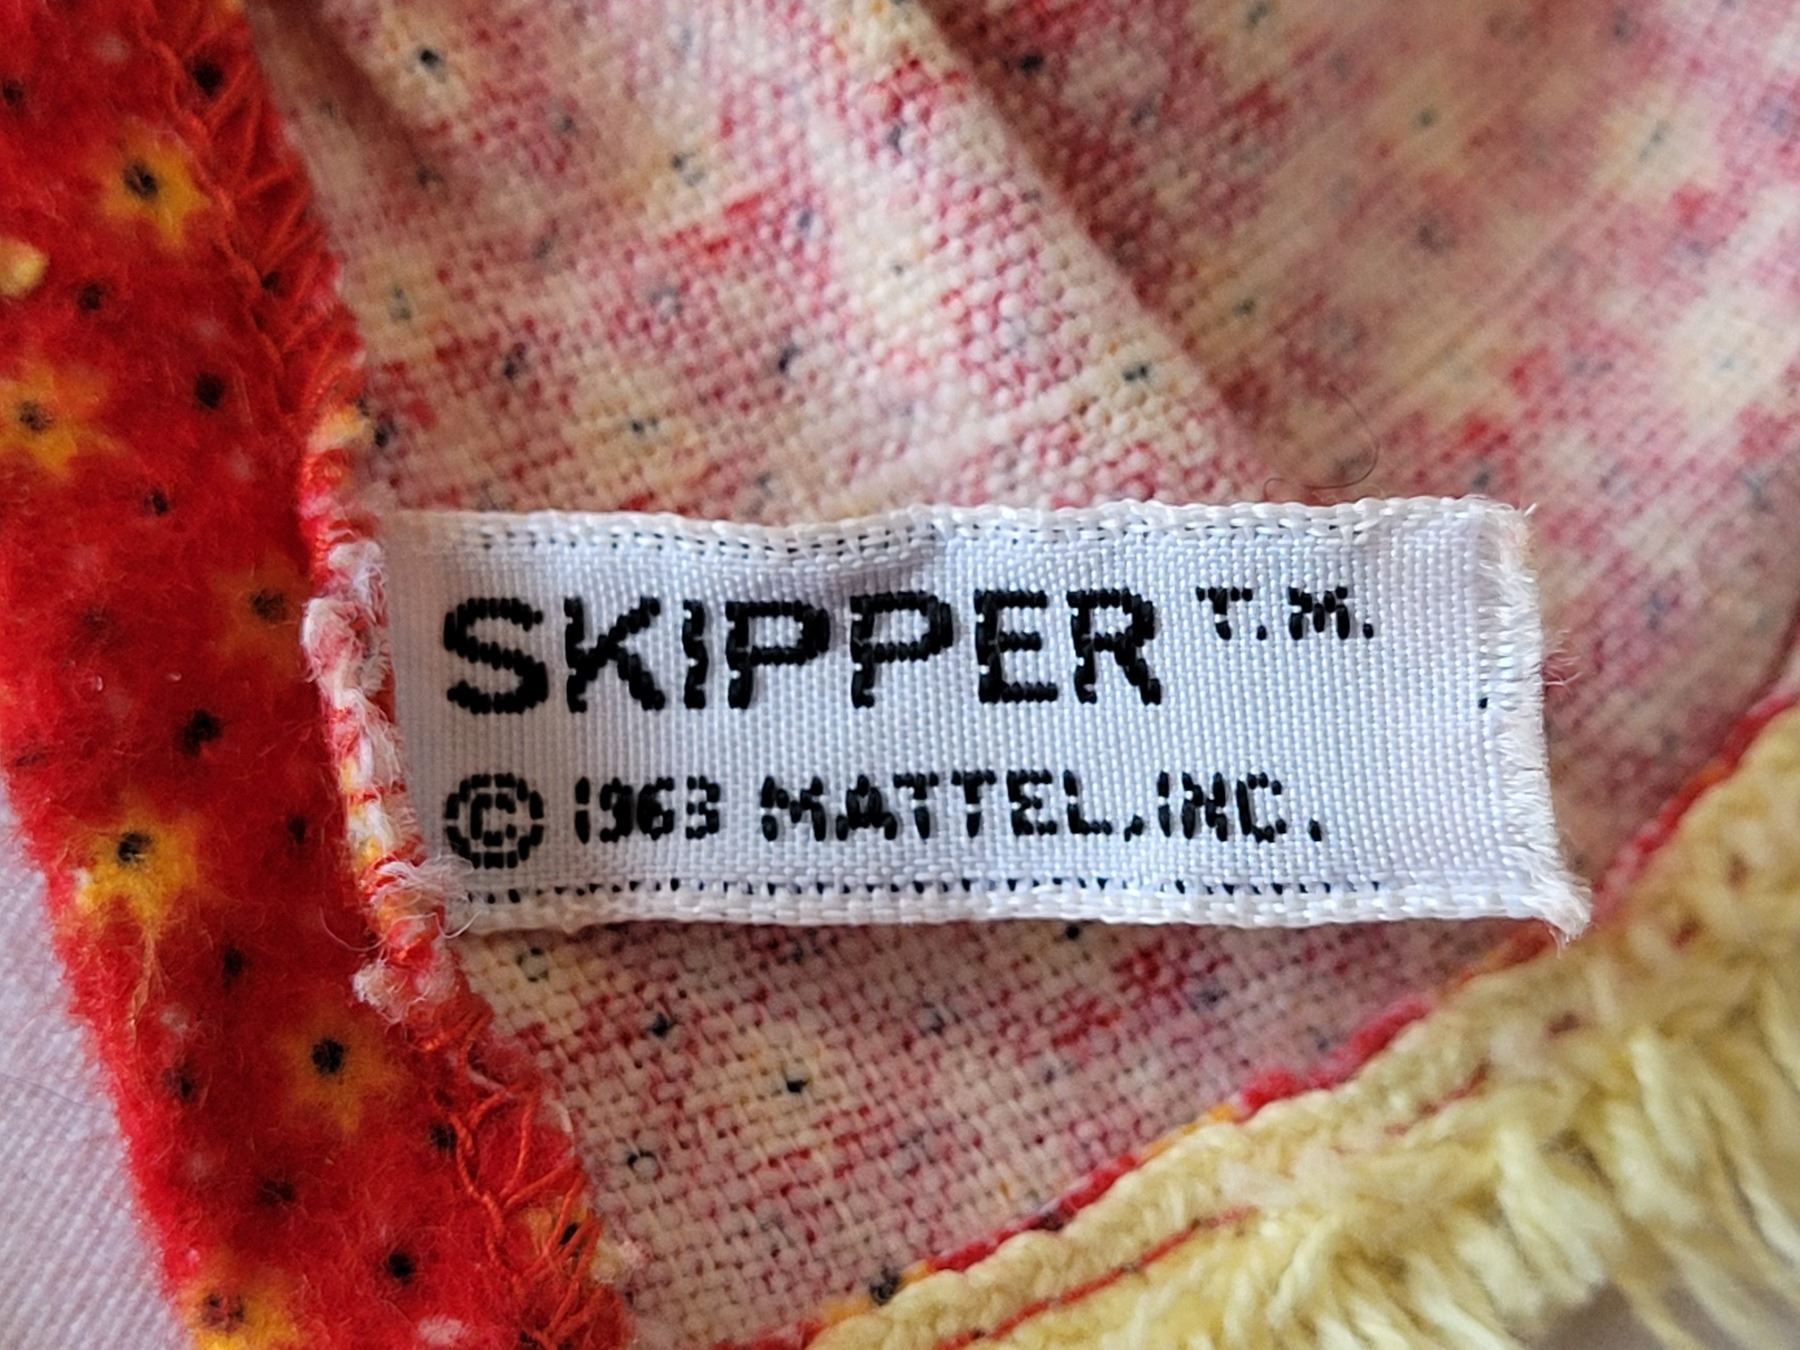 SKIPPER T.M.
© 1963 MATTEL, INC.